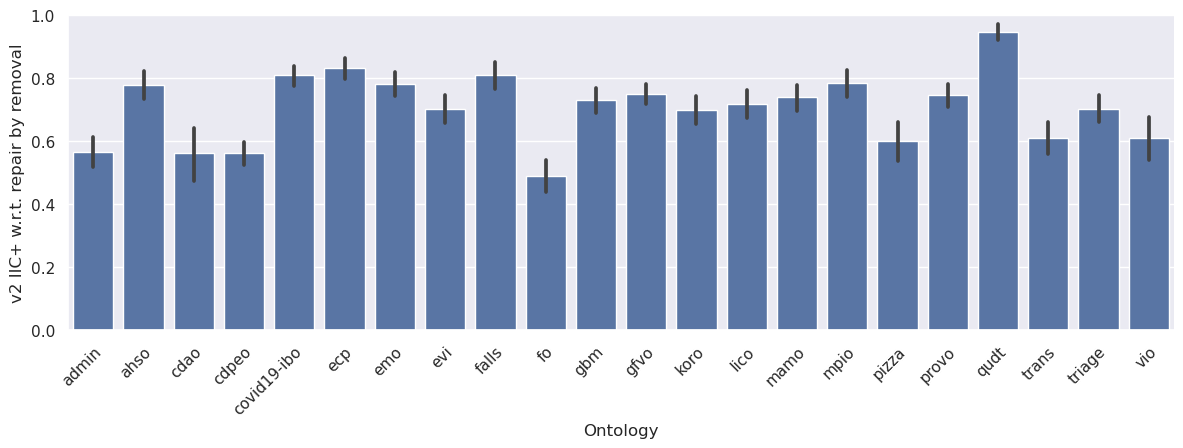 v2 IIC+ w.r.t. repair by removal
1.0
0.8
0.6
0.4
0.2
0.0
admin
ahso
cdao
cdpeo
covid19-ibo
ecp
emo
evi
falls
fo
gbm
gfvo
koro
lico
mamo
mpio
pizza
provo
qudt
trans
triage
vio
Ontology